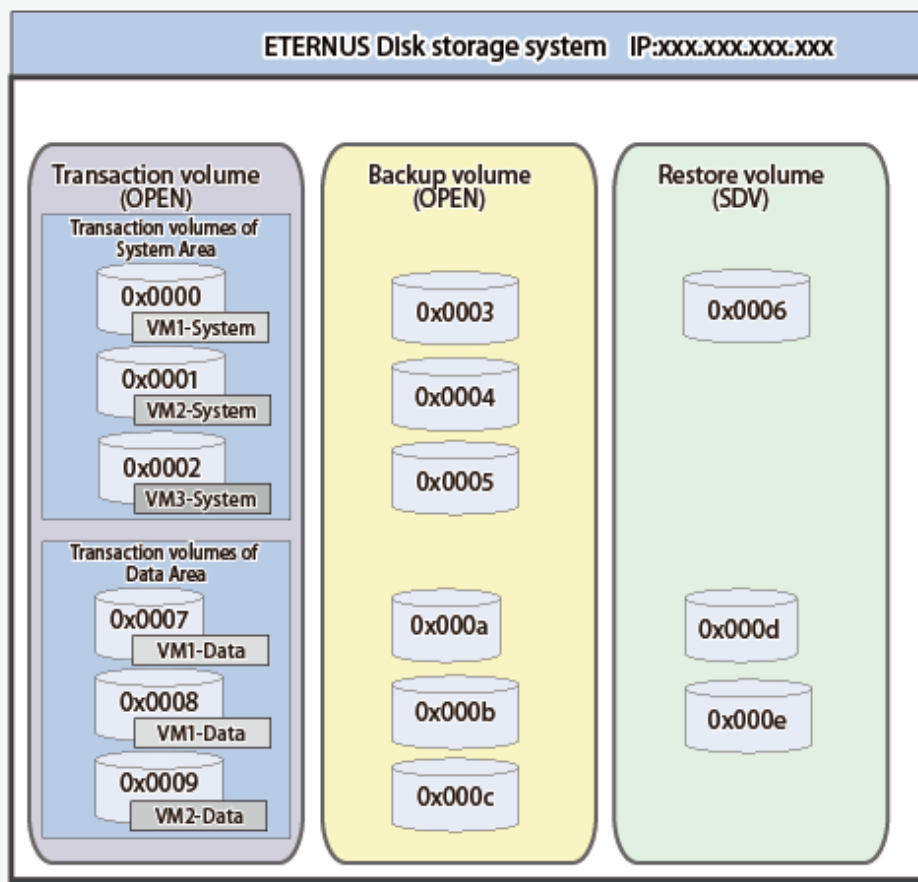 ETERNUS Disk storage system IP:xxx.xxx.xxx.xxx
Transaction volume
(OPEN)
Transaction volumes of
System Area
0x0000
VM1-System
0x0001
VM2-System
0x0002
VM3-System
Transaction volumes of
Data Area
0x0007
VM1-Data
0x0008
VM1-Data
0x0009
VM2-Data
Backup volume
(OPEN)
0x0003
0x0004
0x0005
0x000a
0x000b
0x000c
Restore volume
(SDV)
0x0006
0x000d
0x000e